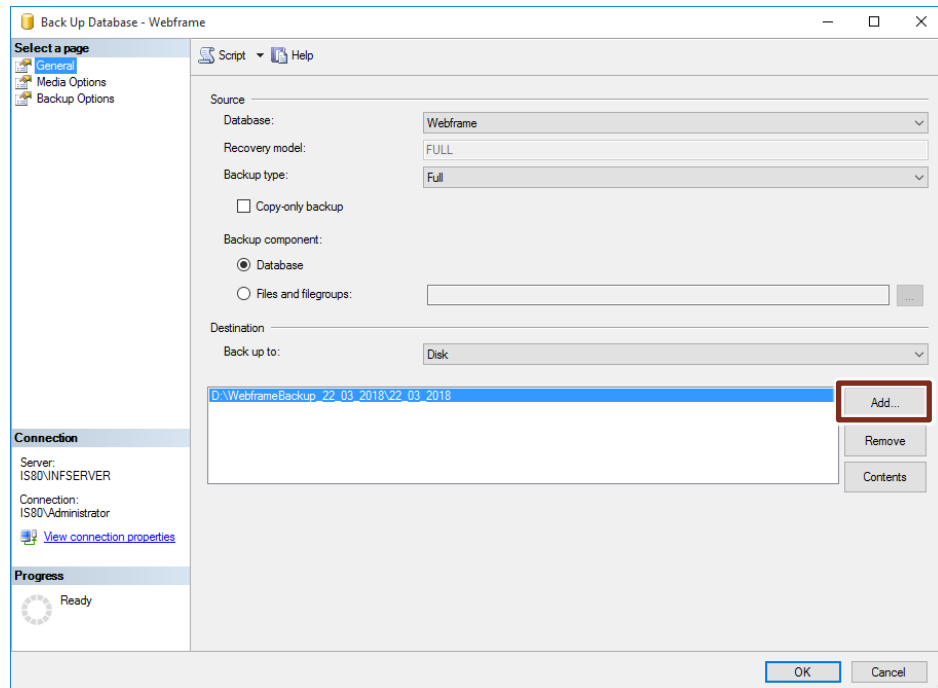 Back Up Database - Webframe
Select a page
General
Media Options
Backup Options
Script
Help
Source
Database:
Webframe
Recovery model:
FULL
Backup type:
Full
Copy-only backup
Backup component:
Database
Files and filegroups:
...
Destination
Back up to:
Disk
D:\WebframeBackup_22_03_2018\22_03_2018
Add...
Remove
Contents
Connection
Server:
IS80\INFSERVER
Connection:
IS80\Administrator
View connection properties
Progress
Ready
OK
Cancel